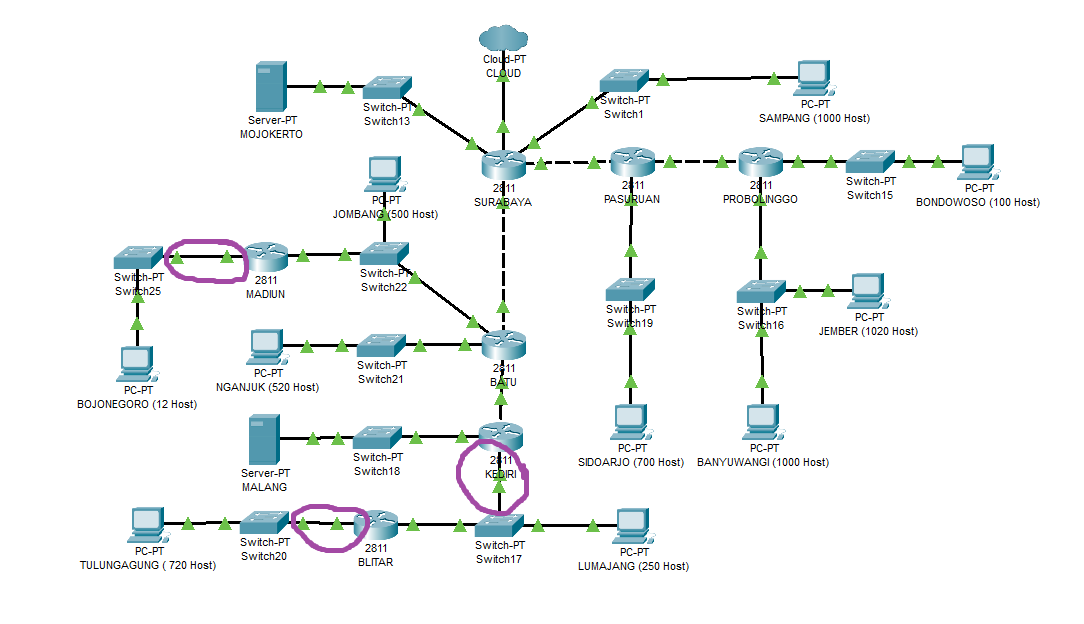 Cloud-PT
CLOUD
Server-PT
MOJOKERTO
Switch-PT
Switch13
Switch-PT
Switch1
PC-PT
SAMPANG (1000 Host)
2811
SURABAYA
2811
PASURUAN
2811
PROBOLINGGO
Switch-PT
Switch15
PC-PT
BONDOWOSO (100 Host)
PC-PT
JOMBANG (500 Host)
Switch-PT
Switch25
2811
MADIUN
Switch-PT
Switch22
Switch-PT
Switch19
Switch-PT
Switch16
PC-PT
JEMBER (1020 Host)
PC-PT
BOJONEGORO (12 Host)
PC-PT
NGANJUK (520 Host)
Switch-PT
Switch21
2811
BATU
Server-PT
MALANG
Switch-PT
Switch18
2811
KEDIRI
PC-PT
SIDOARJO (700 Host)
PC-PT
BANYUWANGI (1000 Host)
PC-PT
TULUNGAGUNG ( 720 Host)
Switch-PT
Switch20
2811
BLITAR
Switch-PT
Switch17
PC-PT
LUMAJANG (250 Host)